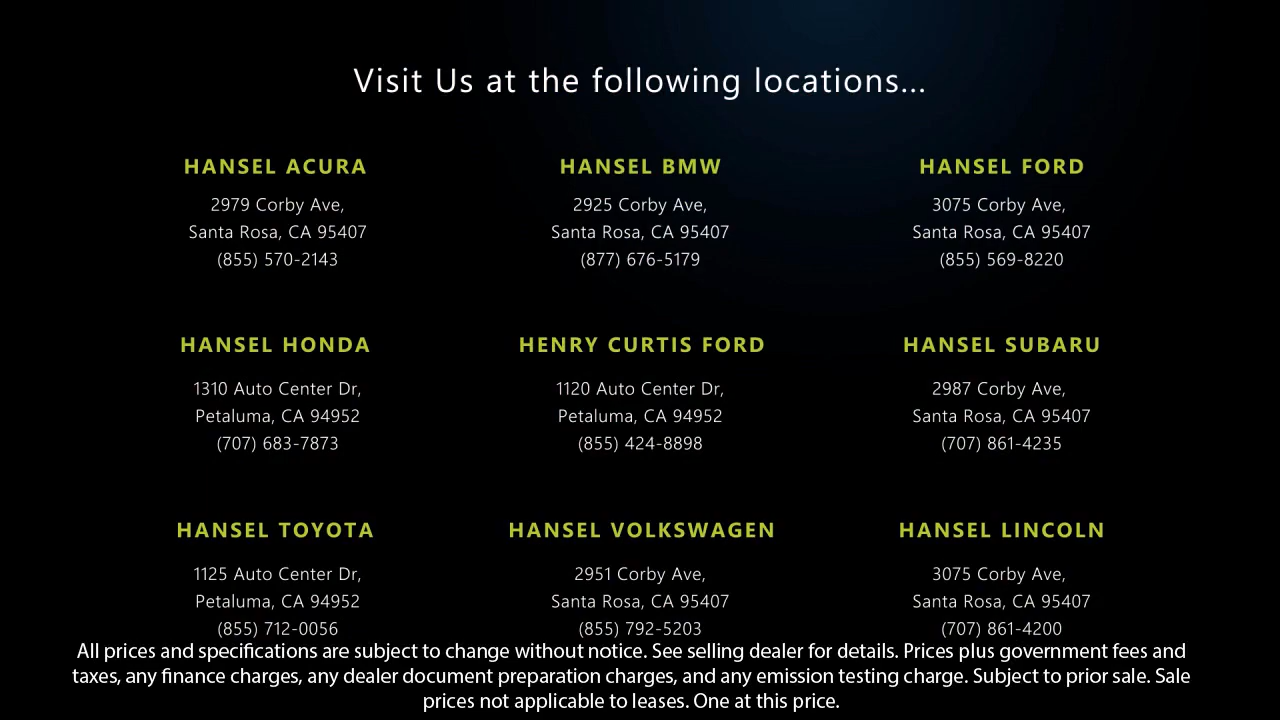 Visit Us at the following locations...
HANSEL ACURA
2979 Corby Ave,
Santa Rosa, CA 95407
(855) 570-2143
HANSEL BMW
2925 Corby Ave,
Santa Rosa, CA 95407
(877) 676-5179
HANSEL FORD
3075 Corby Ave,
Santa Rosa, CA 95407
(855) 569-8220
HANSEL HONDA
1310 Auto Center Dr,
Petaluma, CA 94952
(707) 683-7873
HENRY CURTIS FORD
1120 Auto Center Dr,
Petaluma, CA 94952
(855) 424-8898
HANSEL SUBARU
2987 Corby Ave,
Santa Rosa, CA 95407
(707) 861-4235
HANSEL TOYOTA
1125 Auto Center Dr,
Petaluma, CA 94952
(855) 712-0056
HANSEL VOLKSWAGEN
2951 Corby Ave,
Santa Rosa, CA 95407
(855) 792-5203
HANSEL LINCOLN
3075 Corby Ave,
Santa Rosa, CA 95407
(707) 861-4200
All prices and specifications are subject to change without notice. See selling dealer for details. Prices plus government fees and
taxes, any finance charges, any dealer document preparation charges, and any emission testing charge. Subject to prior sale. Sale
prices not applicable to leases. One at this price.